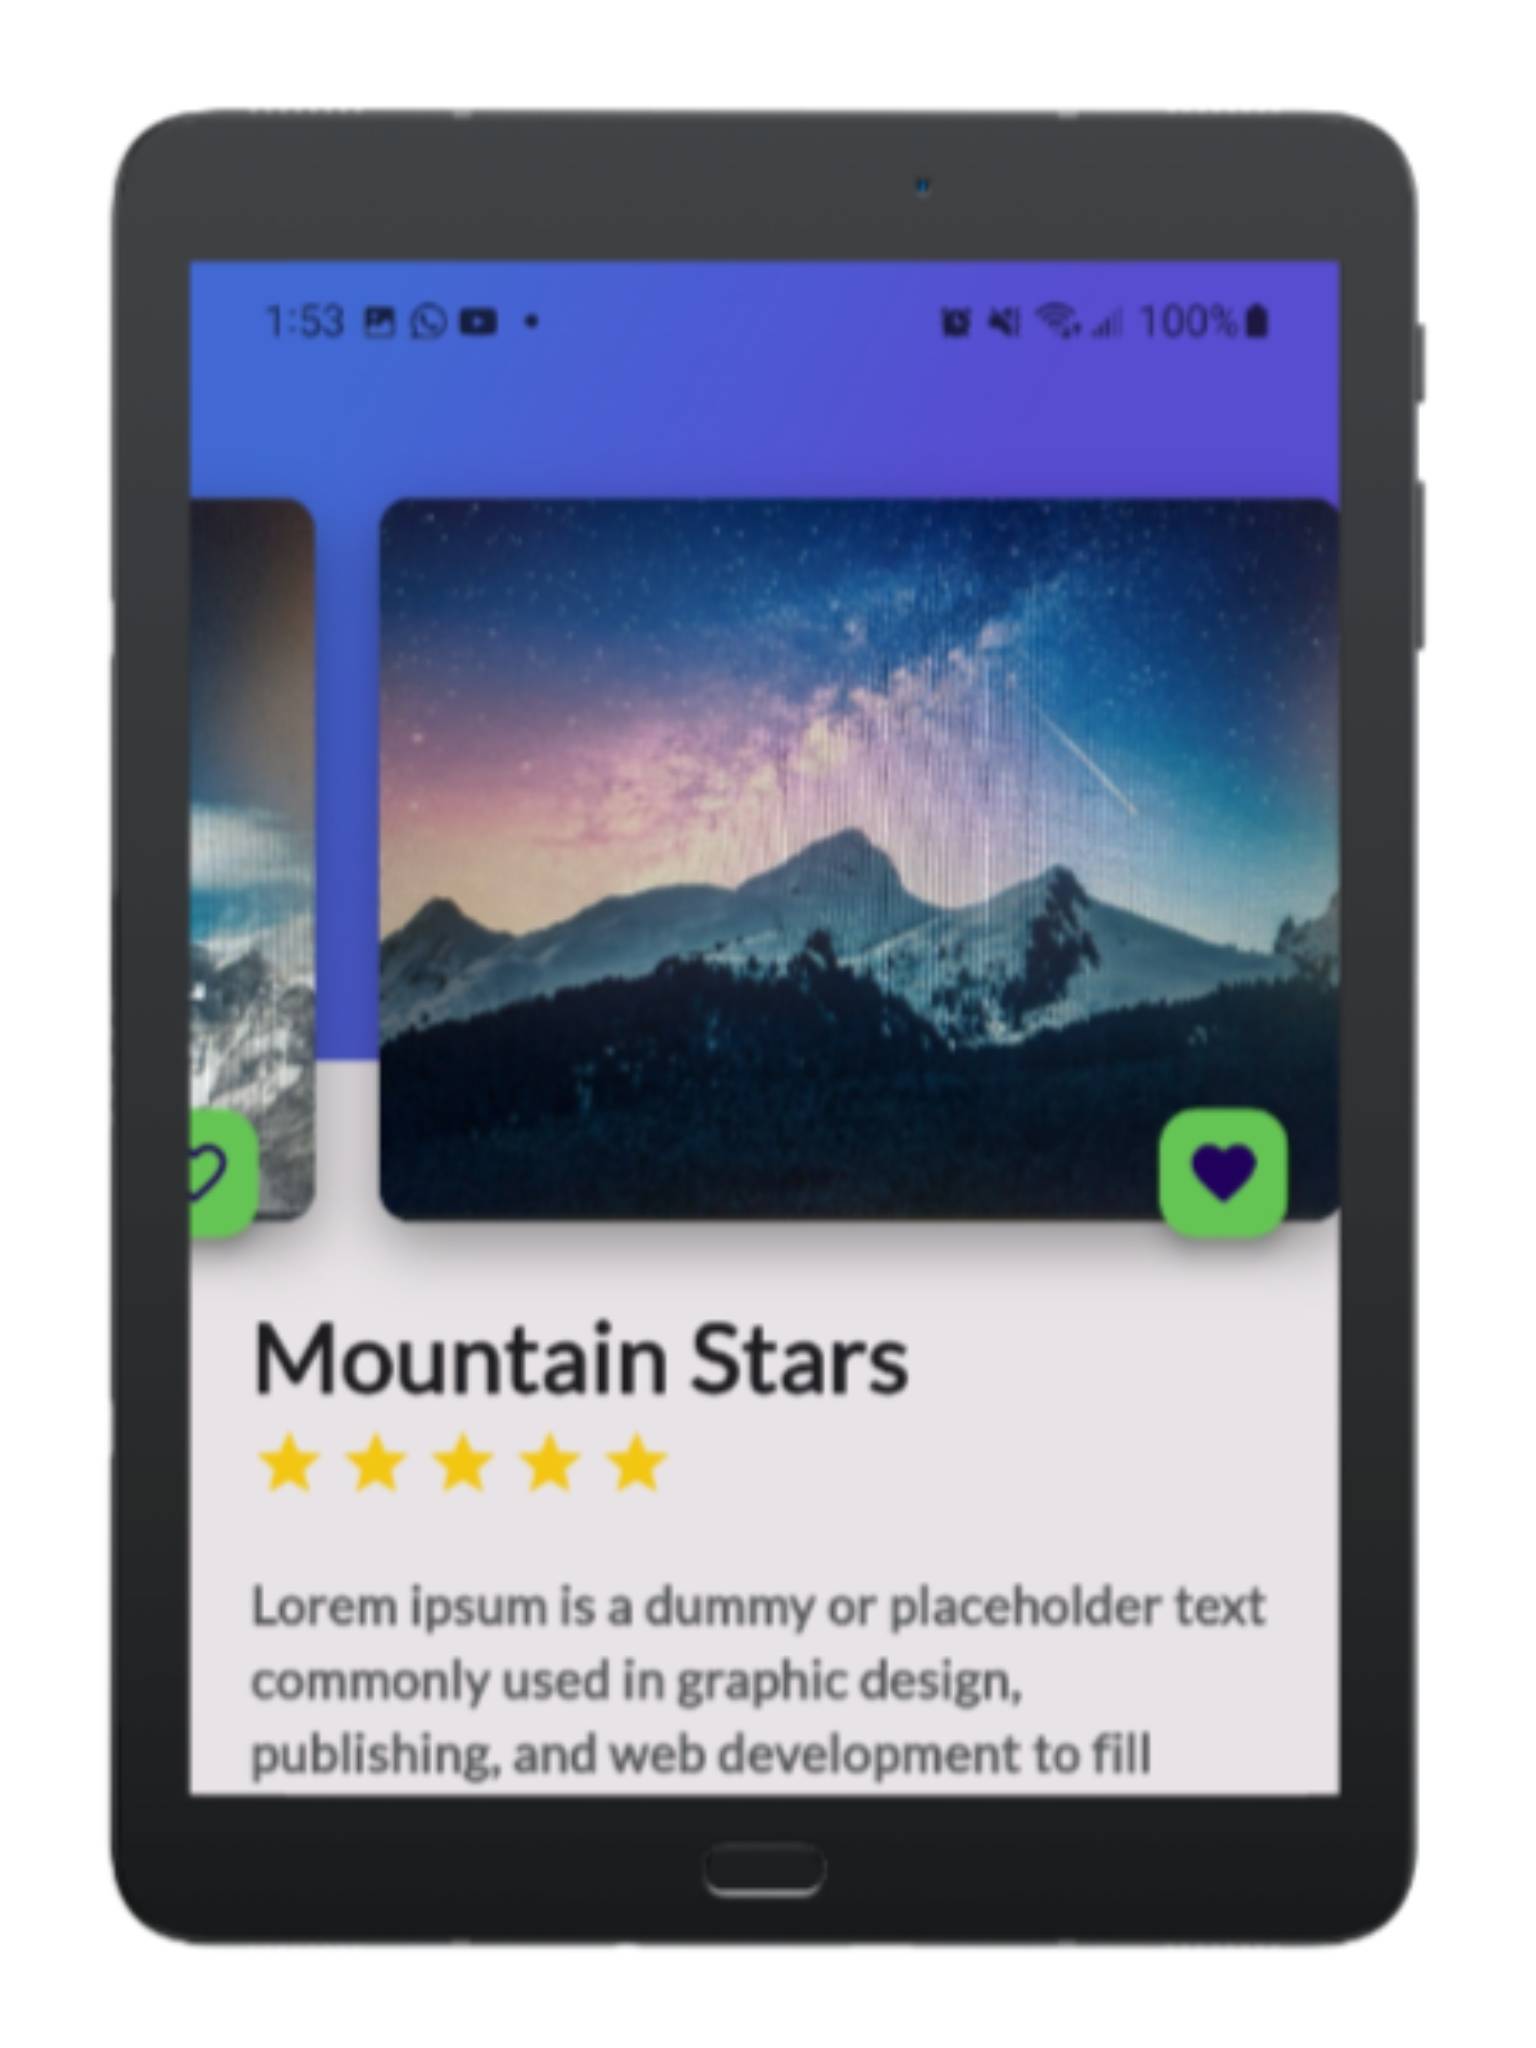 1:53
100%
Mountain Stars
Lorem ipsum is a dummy or placeholder text
commonly used in graphic design,
publishing, and web development to fill